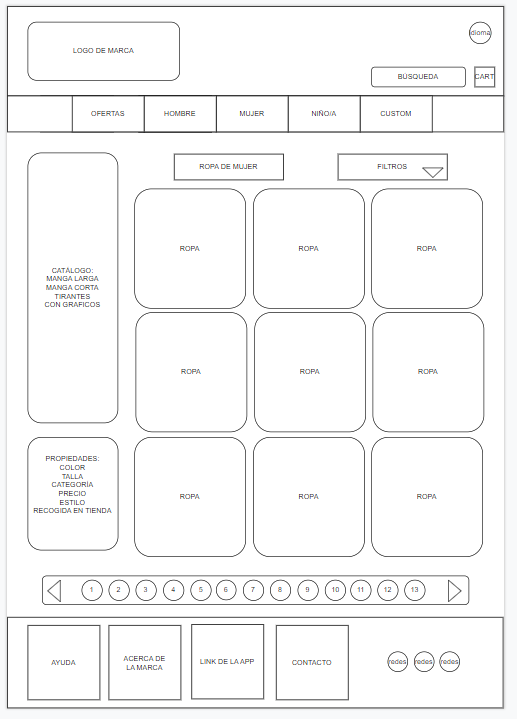 LOGO DE MARCA
idioma
BÚSQUEDA
CART
OFERTAS
HOMBRE
MUJER
NIÑO/A
CUSTOM
ROPA DE MUJER
FILTROS
CATÁLOGO:
MANGA LARGA
MANGA CORTA
TIRANTES
CON GRAFICOS
ROPA
ROPA
ROPA
ROPA
ROPA
ROPA
PROPIEDADES:
COLOR
TALLA
CATEGORÍA
PRECIO
ESTILO
RECOGIDA EN TIENDA
ROPA
ROPA
ROPA
1 2 3 4 5 6 7 8 9 10 11 12 13
AYUDA
ACERCA DE
LA MARCA
LINK DE LA APP
CONTACTO
redes
redes
redes